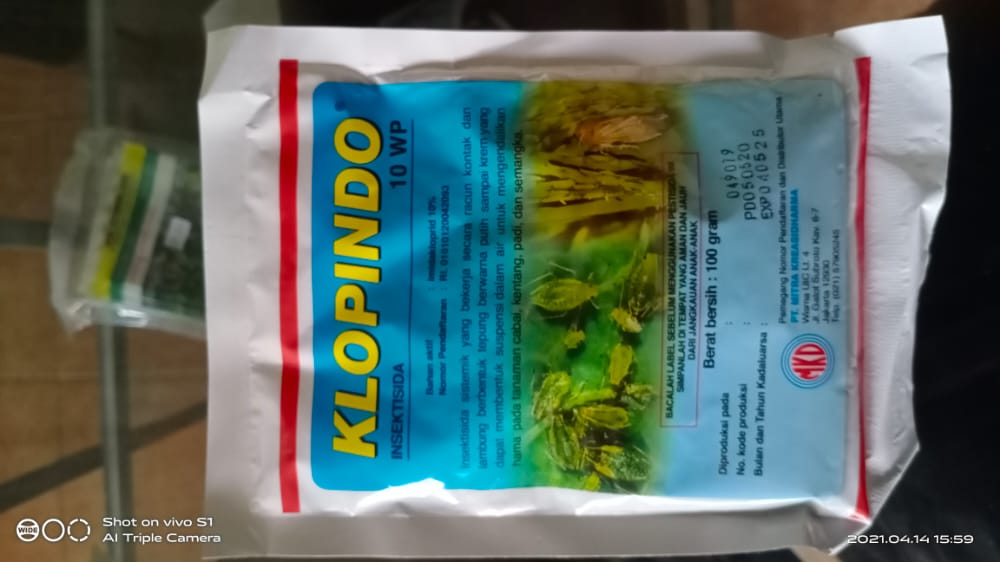 Shot on vivo S1
AI Triple Camera
KLOPINDO
INSEKTISIDA
10 WP
Bahan aktif : Imidakloprid 10%
Nomor Pendaftaran : RI. 01010120042093
Insektisida sistemik yang bekerja secara racun kontak dan
lambung berbentuk tepung berwarna putih sampai krem yang
dapat membentuk suspensi dalam air untuk mengendalikan
hama pada tanaman cabai, kentang, padi, dan semangka.
BACALAH LABEL SEBELUM MENGGUNAKAN PESTISIDA INI
SIMPANLAH DI TEMPAT YANG AMAN DAN JAUH
DARI JANGKAUAN ANAK-ANAK
Berat bersih : 100 gram
Diproduksi pada : 049019
No. kode produksi : PD050520
Bulan dan Tahun Kadaluarsa : EXP040525
Pemegang Nomor Pendaftaran dan Distributor Utama :
MKD
PT. MITRA KREASIDHARMA
Wisma UIC Lt. 4
Jl. Gatot Subroto Kav. 6-7
Jakarta 12930
Telp. (021) 57905245
2021.04.14 15:59